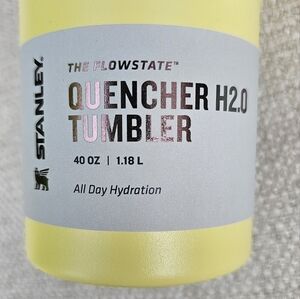 STANLEY
THE FLOWSTATE™
QUENCHER H2.0
TUMBLER
40 OZ | 1.18 L
All Day Hydration